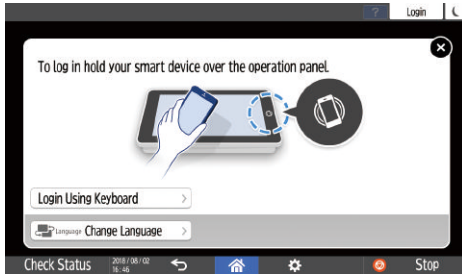 ? Login
To log in hold your smart device over the operation panel.
Login Using Keyboard >
Language Change Language >
Check Status 2018/08/02 16:46 Stop